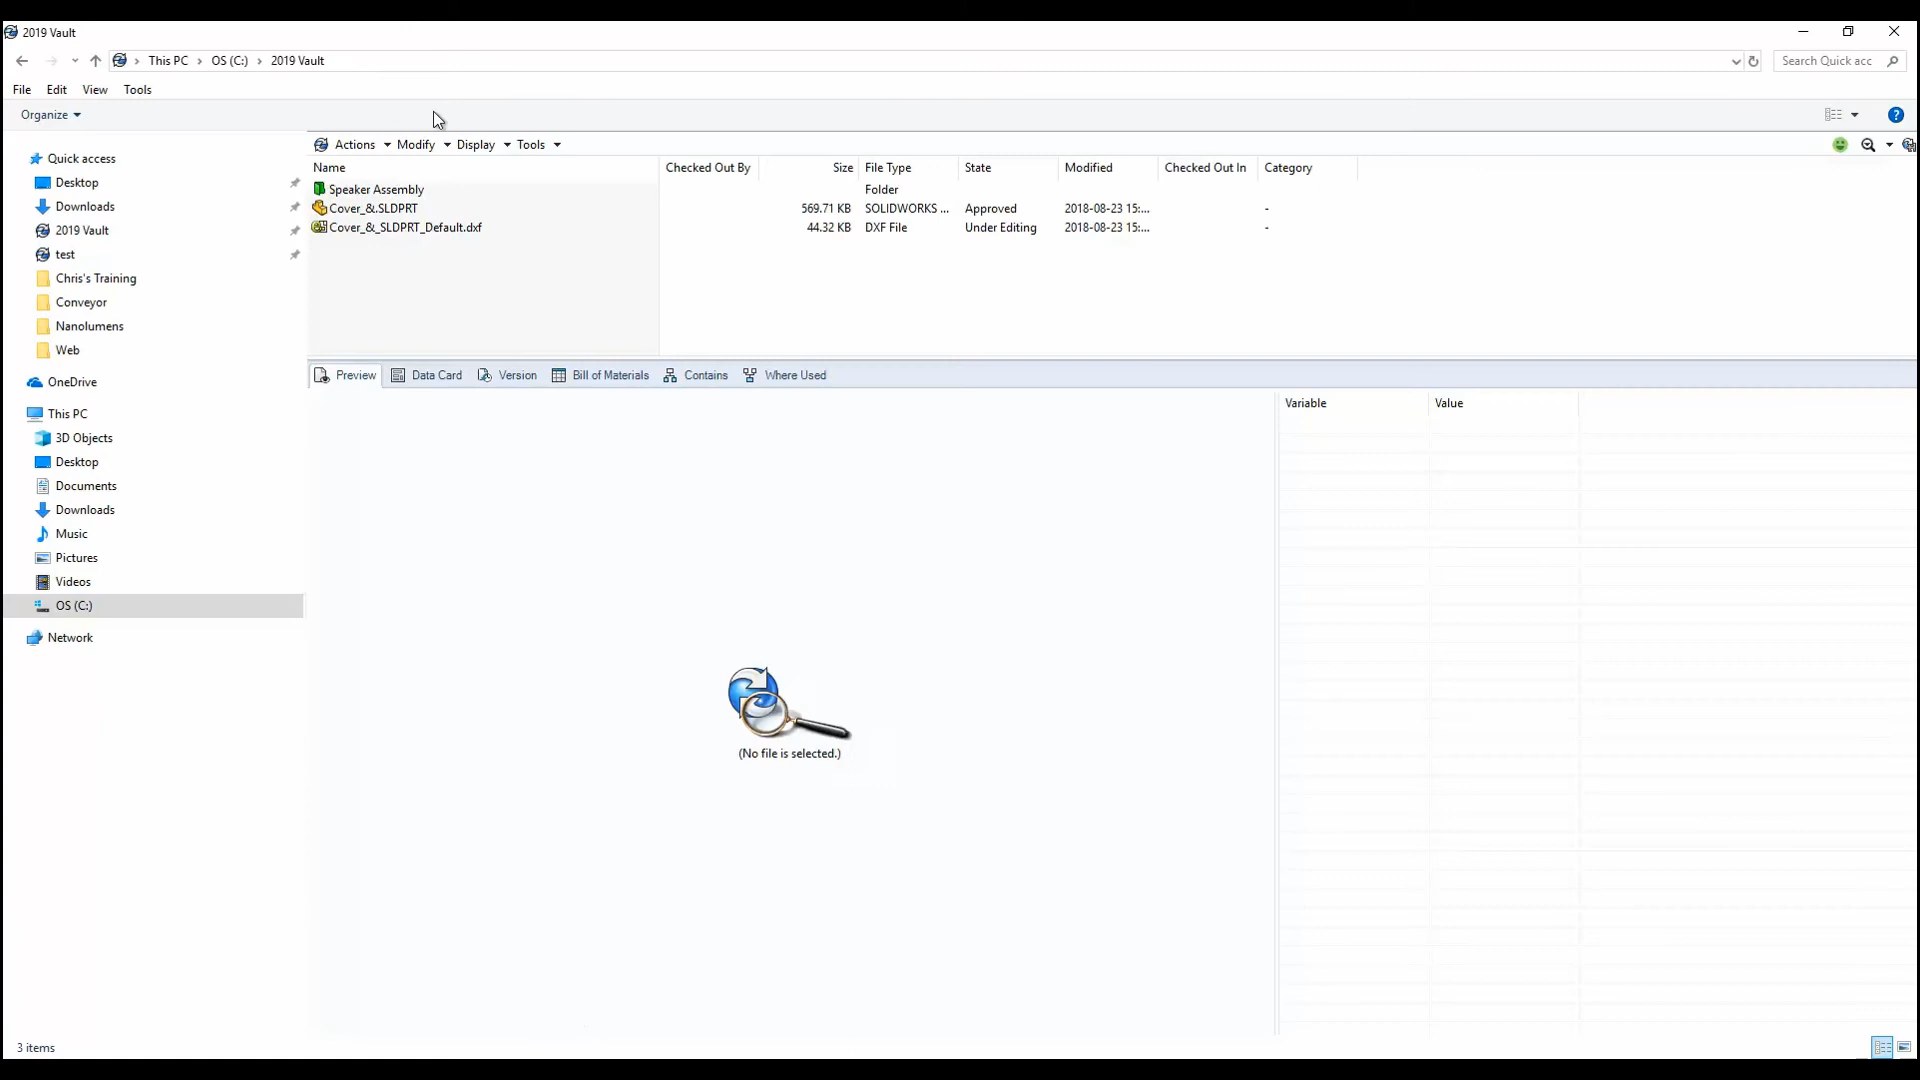 2019 Vault
This PC > OS (C:) > 2019 Vault
Search Quick acc
File Edit View Tools
Organize
Actions Modify Display Tools
Name Checked Out By Size File Type State Modified Checked Out In Category
Speaker Assembly Folder
Cover_&.SLDPRT 569.71 KB SOLIDWORKS ... Approved 2018-08-23 15:... -
Cover_&_SLDPRT_Default.dxf 44.32 KB DXF File Under Editing 2018-08-23 15:... -
Quick access
Desktop
Downloads
2019 Vault
test
Chris's Training
Conveyor
Nanolumens
Web
OneDrive
This PC
3D Objects
Desktop
Documents
Downloads
Music
Pictures
Videos
OS (C:)
Network
Preview Data Card Version Bill of Materials Contains Where Used
Variable Value
(No file is selected.)
3 items